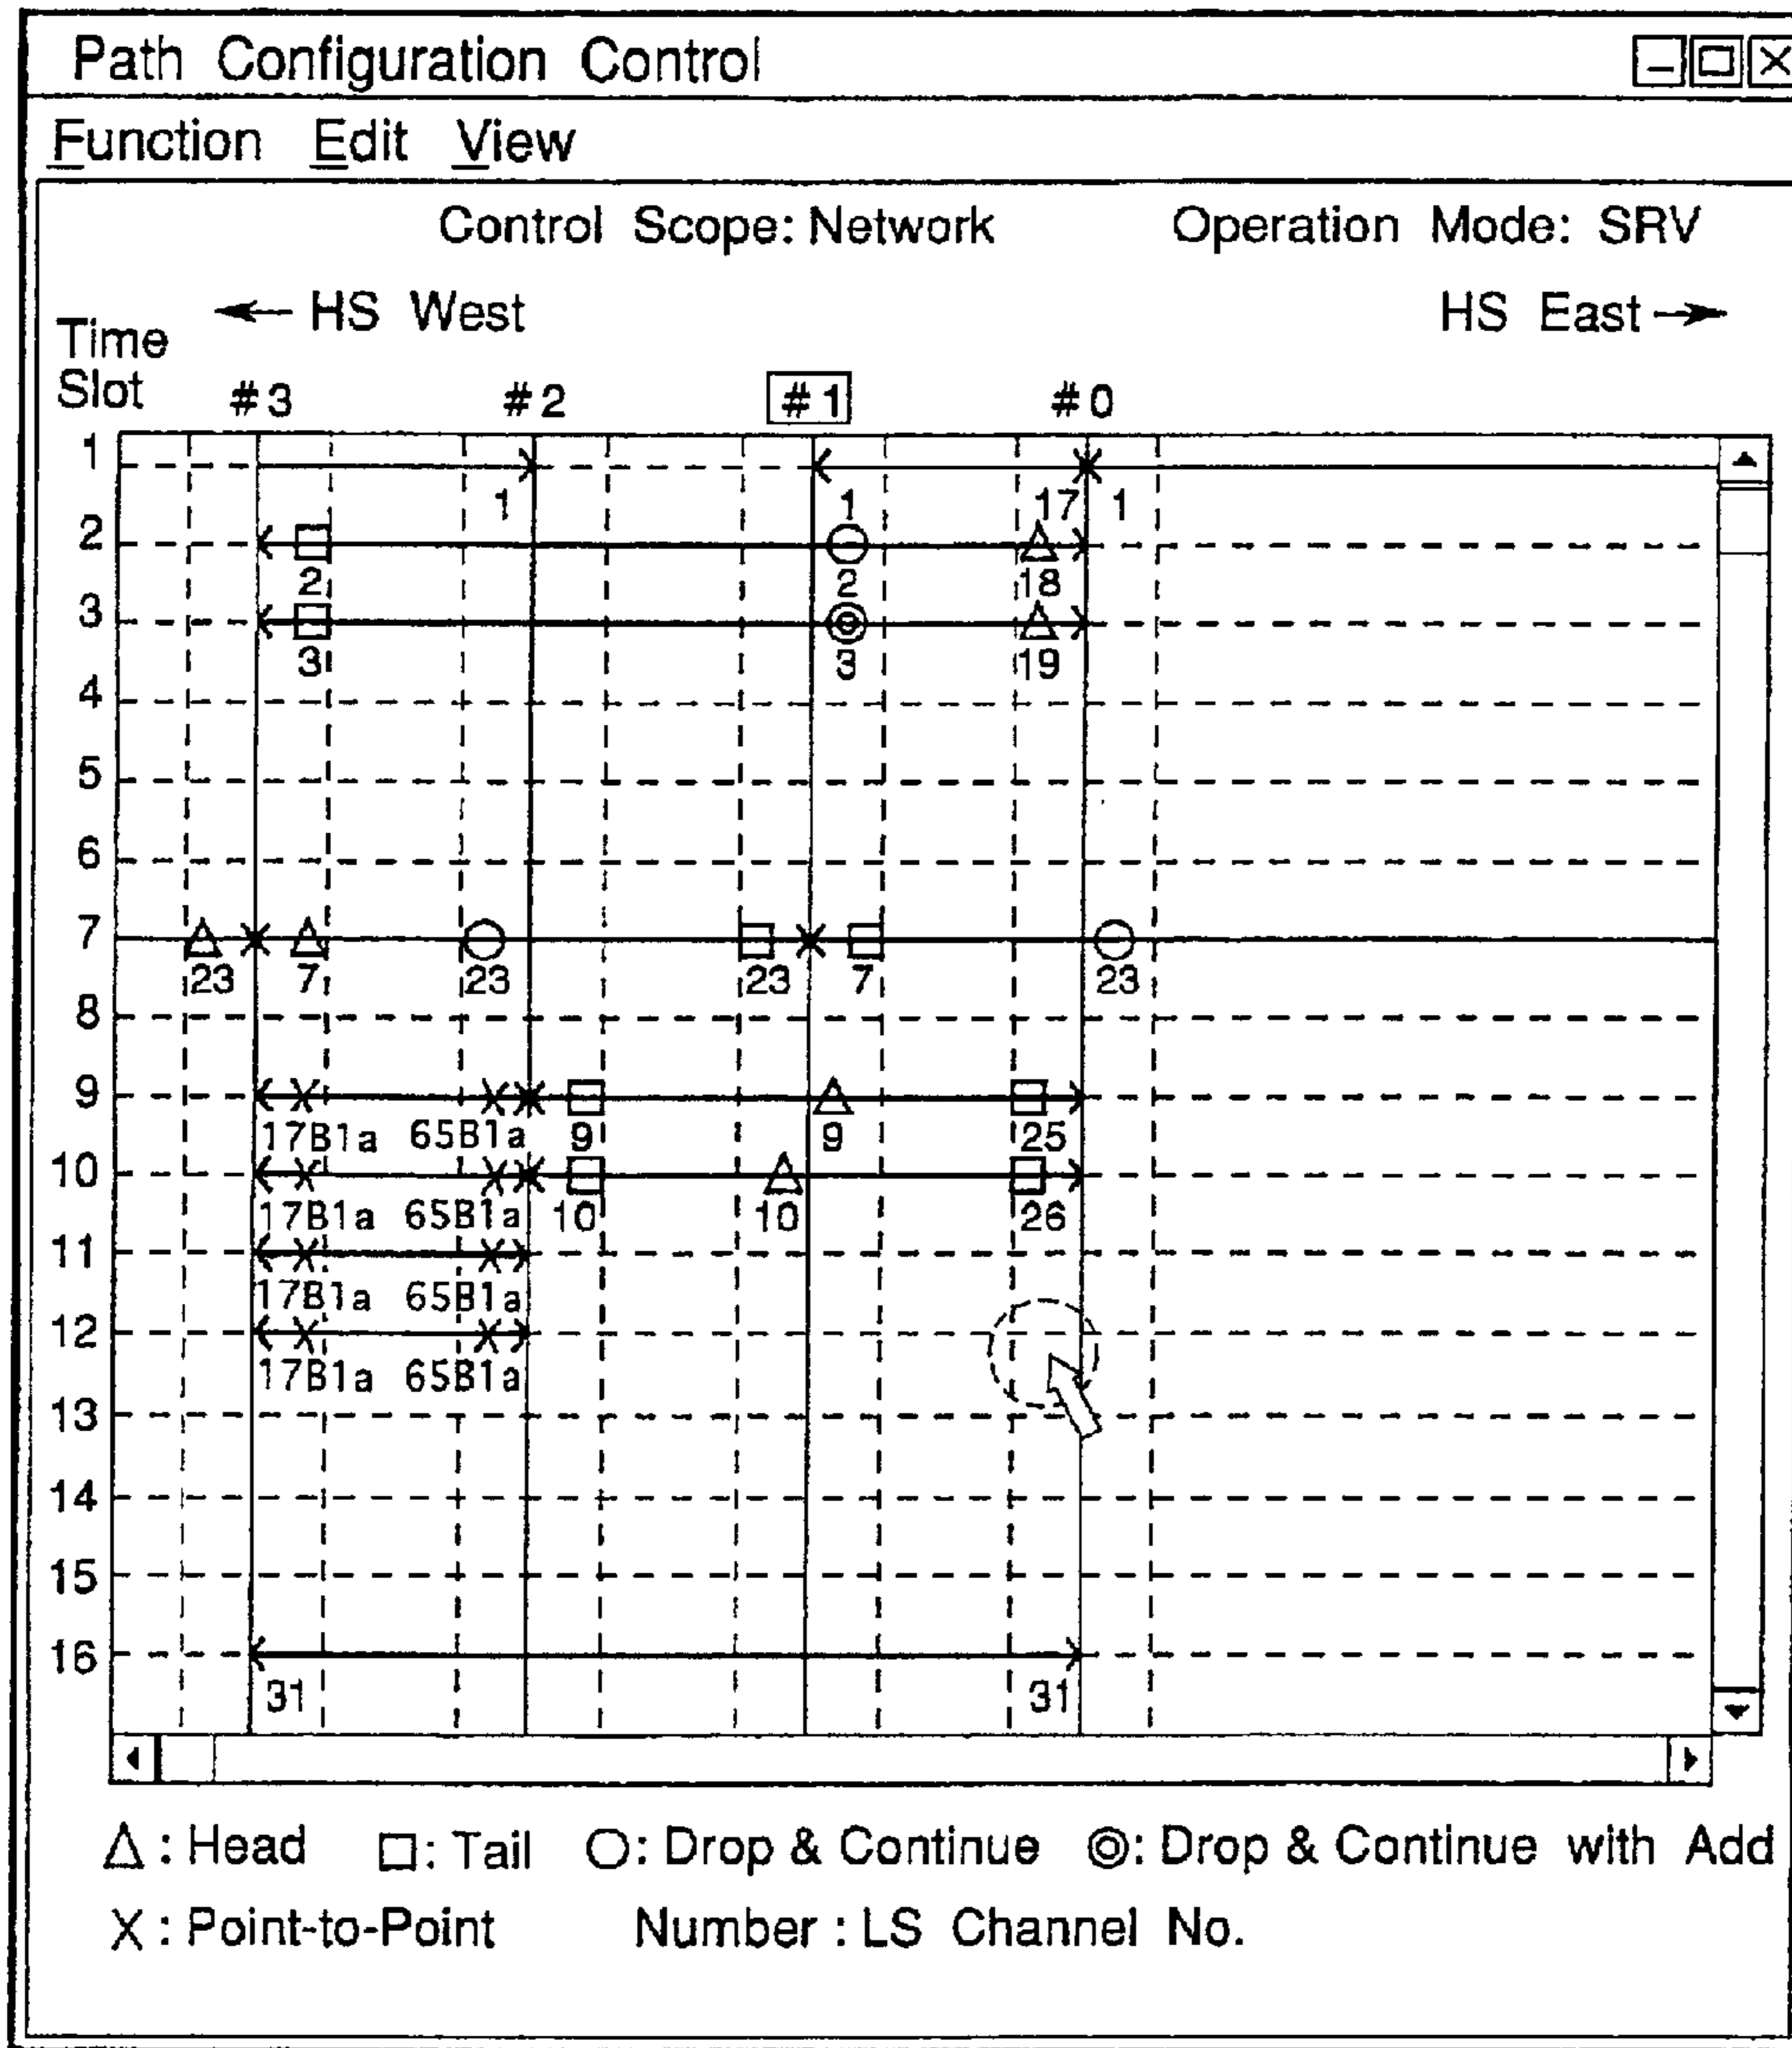 Path Configuration Control
Function Edit View
Control Scope: Network Operation Mode: SRV
HS West HS East
Time
Slot
#3 #2 #1 #0
1
1 1 17 1
2
2 2 18
3
3 3 19
4
5
6
7
23 7 23 23 7 23
8
9
17B1a 65B1a 9 9 25
10
17B1a 65B1a 10 10 26
11
17B1a 65B1a
12
17B1a 65B1a
13
14
15
16
31 31
: Head : Tail : Drop & Continue : Drop & Continue with Add
X : Point-to-Point Number : LS Channel No.